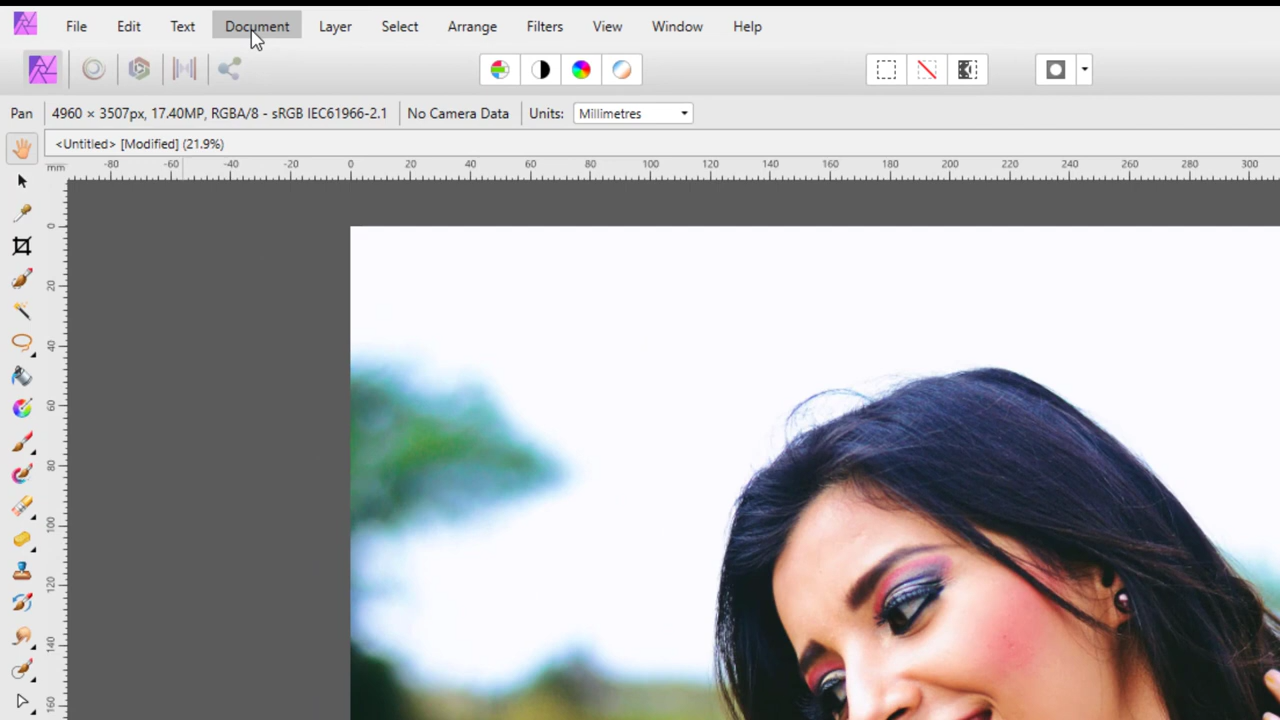 File Edit Text Document Layer Select Arrange Filters View Window Help
Pan 4960 × 3507px, 17.40MP, RGBA/8 - sRGB IEC61966-2.1 No Camera Data Units: Millimetres
<Untitled> [Modified] (21.9%)
mm -80 -60 -40 -20 0 20 40 60 80 100 120 140 160 180 200 220 240 260 280 300
0
20
40
60
80
100
120
140
160